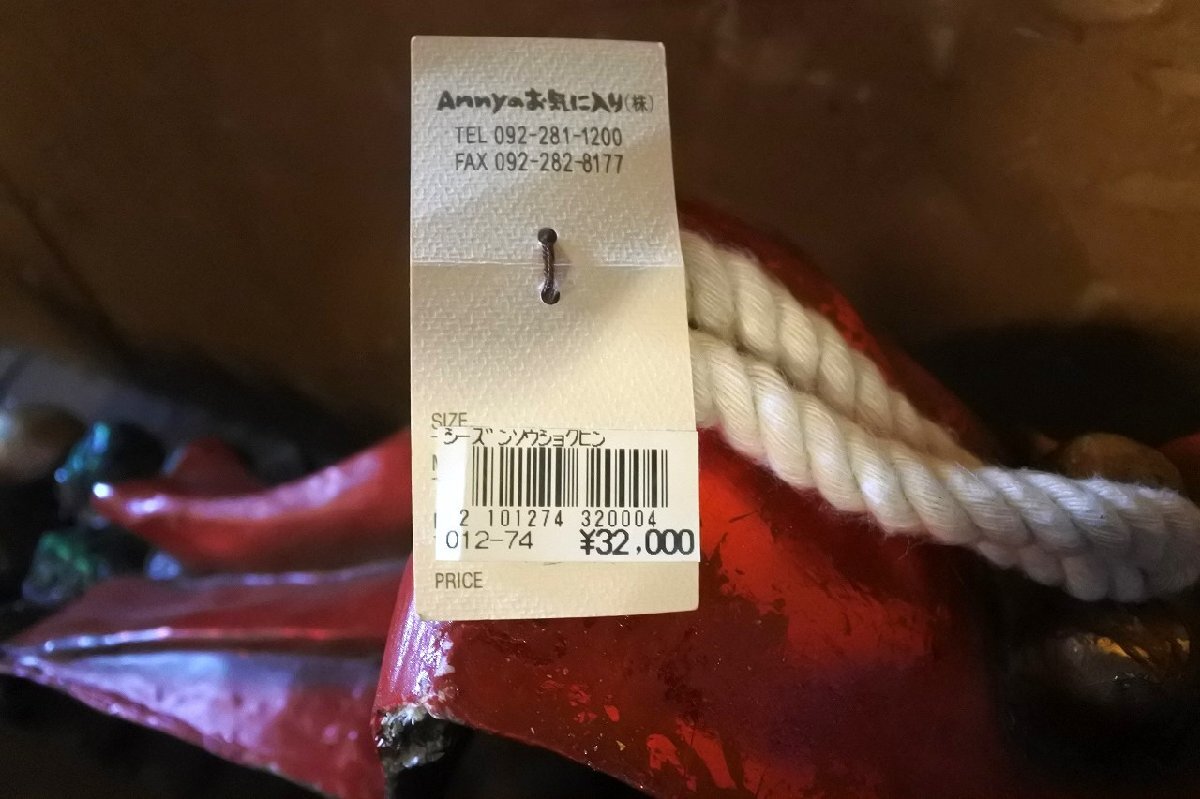 Annyのお気に入り(株)
TEL 092-281-1200
FAX 092-282-8177
SIZE
シーズンソウショクヒン
2 101274 320004
012-74 ¥32,000
PRICE